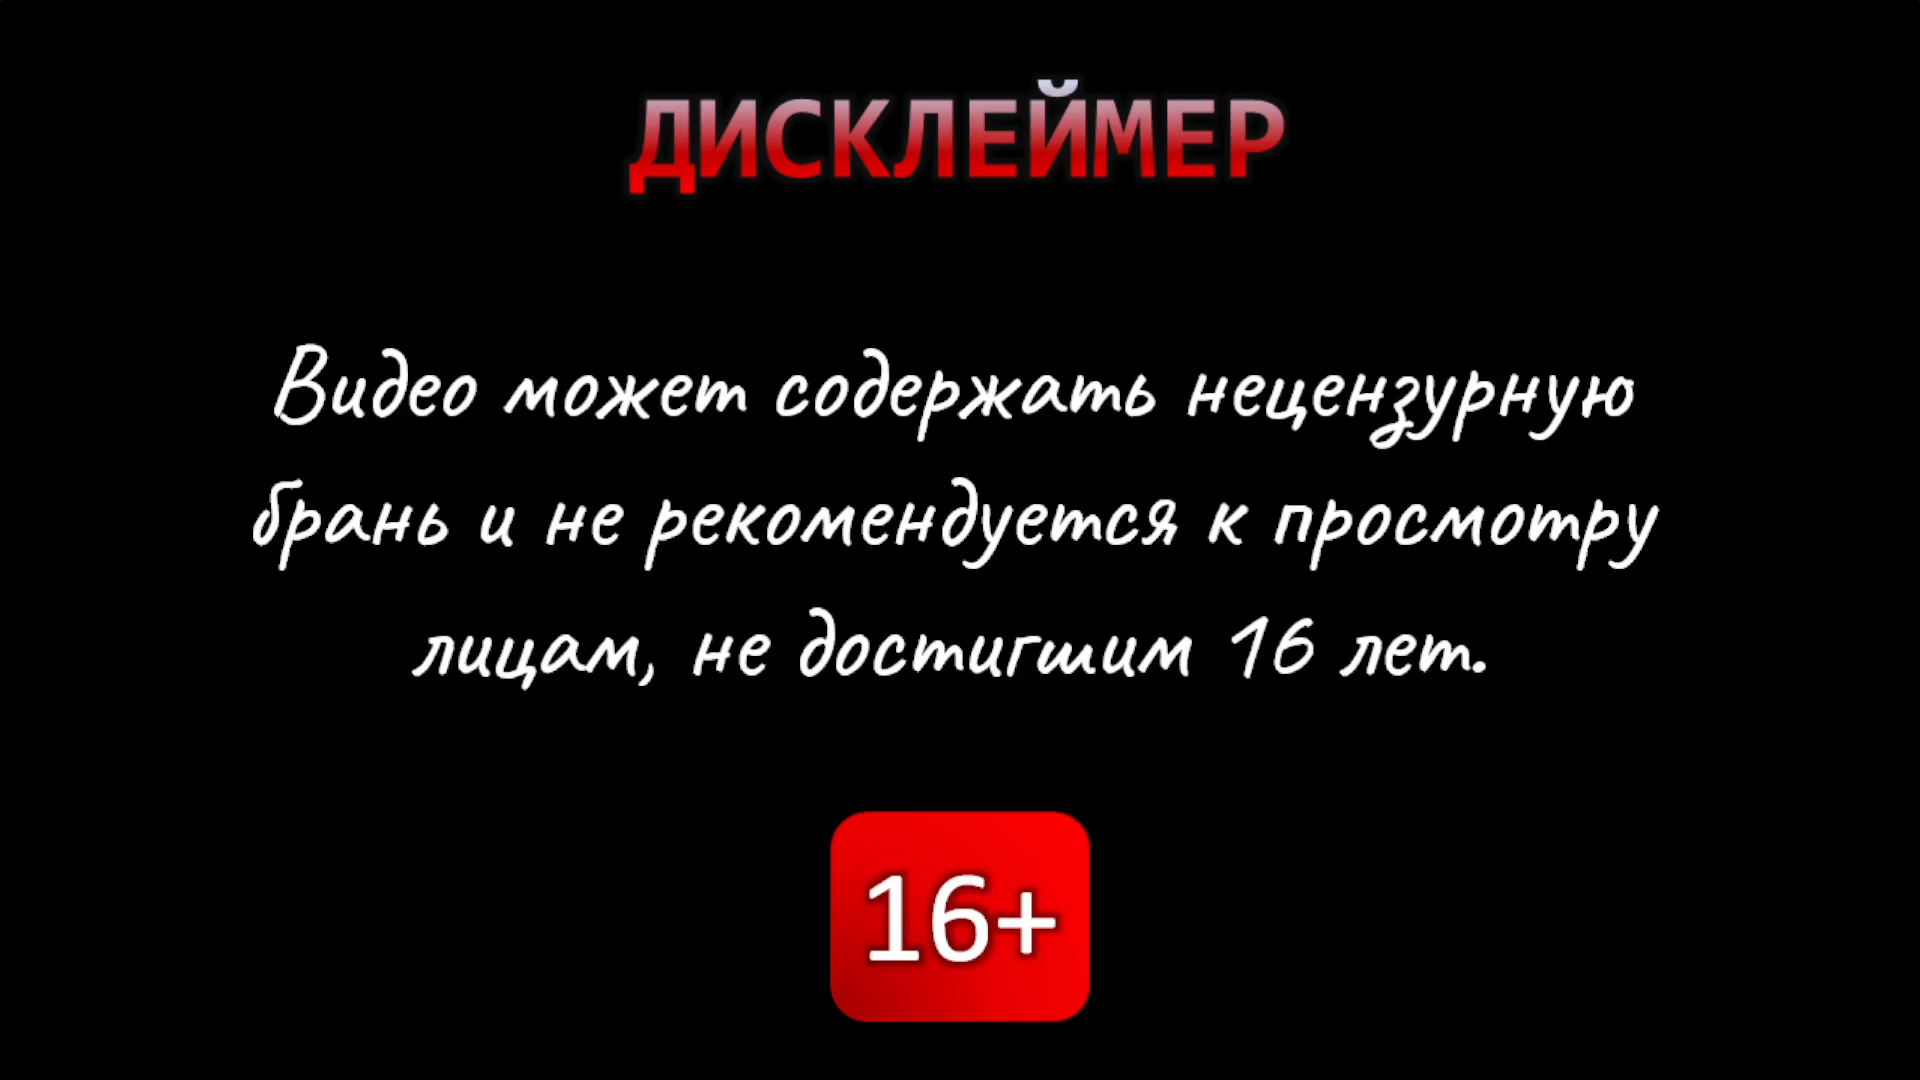 ДИСКЛЕЙМЕР
Видео может содержать нецензурную
брань и не рекомендуется к просмотру
лицам, не достигшим 16 лет.
16+